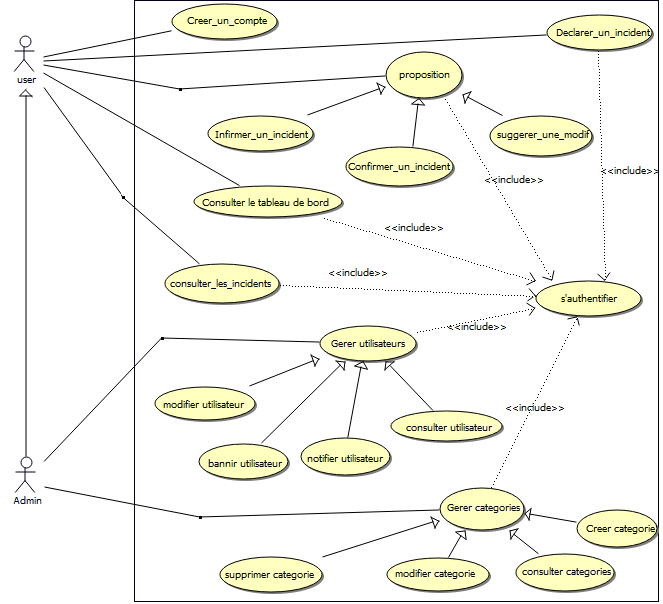 Creer_un_compte
Declarer_un_incident
user
proposition
Infirmer_un_incident
suggerer_une_modif
Confirmer_un_incident
<<include>>
<<include>>
Consulter le tableau de bord
<<include>>
<<include>>
consulter_les_incidents
s'authentifier
<<include>>
Gerer utilisateurs
modifier utilisateur
<<include>>
consulter utilisateur
bannir utilisateur
notifier utilisateur
Admin
Gerer categories
Creer categorie
supprimer categorie
modifier categorie
consulter categories